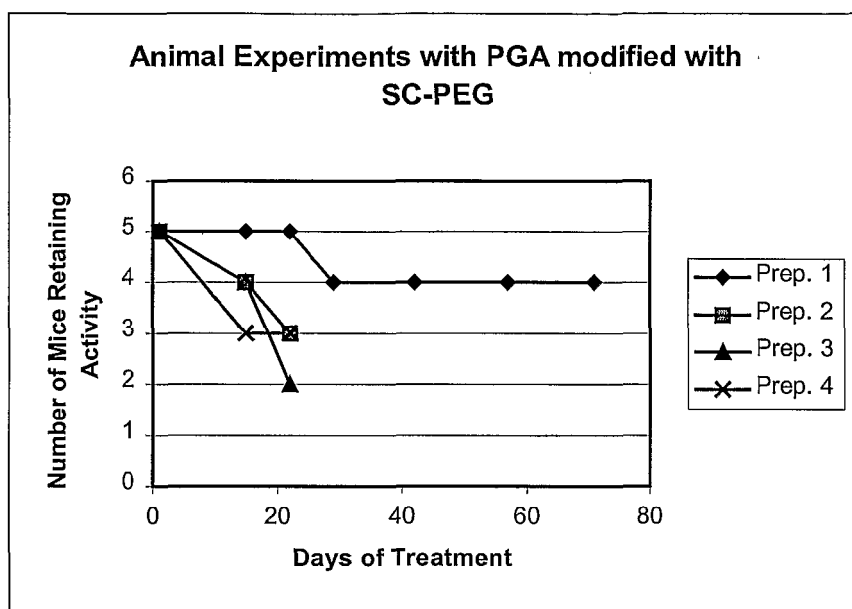 Animal Experiments with PGA modified with
SC-PEG
Number of Mice Retaining
Activity
6
5
4
3
2
1
0
0 20 40 60 80
Days of Treatment
Prep. 1
Prep. 2
Prep. 3
Prep. 4